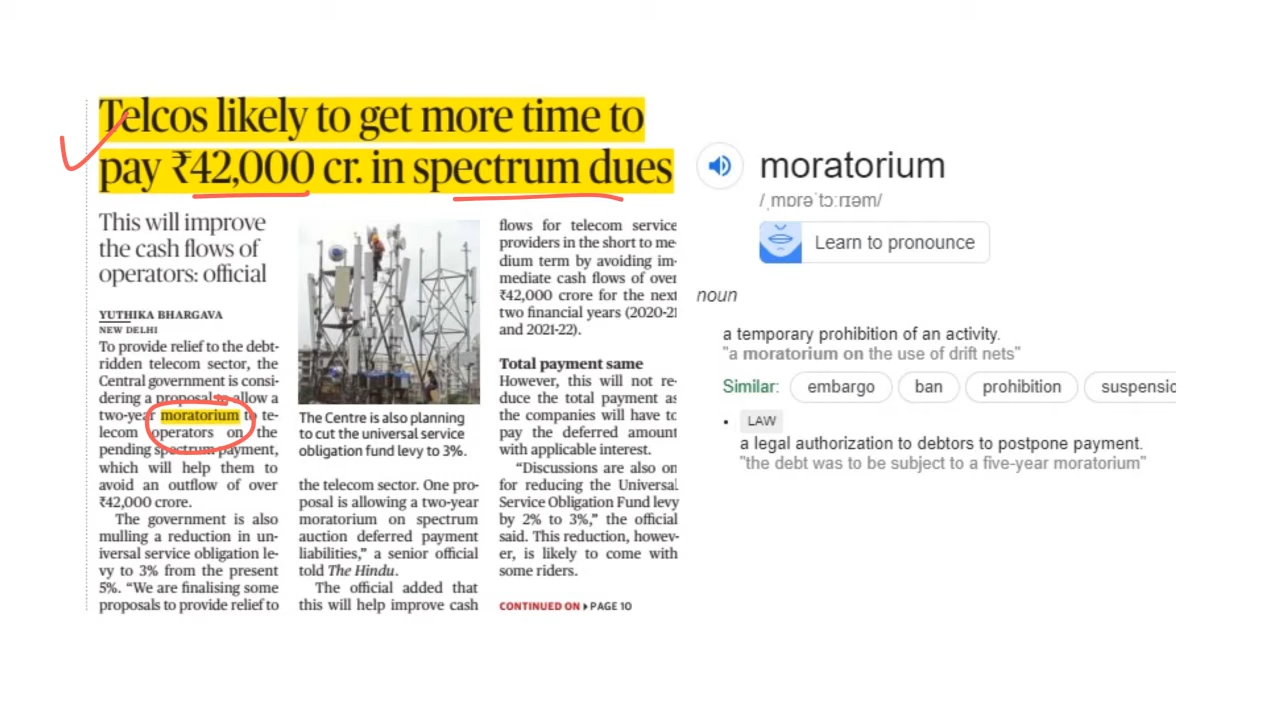 Telcos likely to get more time to
pay ₹42,000 cr. in spectrum dues
This will improve
the cash flows of
operators: official
YUTHIKA BHARGAVA
NEW DELHI
To provide relief to the debt-
ridden telecom sector, the
Central government is consi-
dering a proposal to allow a
two-year moratorium to te-
lecom operators on the
pending spectrum payment,
which will help them to
avoid an outflow of over
₹42,000 crore.
The government is also
mulling a reduction in un-
iversal service obligation le-
vy to 3% from the present
5%. “We are finalising some
proposals to provide relief to
The Centre is also planning
to cut the universal service
obligation fund levy to 3%.
the telecom sector. One pro-
posal is allowing a two-year
moratorium on spectrum
auction deferred payment
liabilities,” a senior official
told The Hindu.
The official added that
this will help improve cash
flows for telecom service
providers in the short to me-
dium term by avoiding im-
mediate cash flows of over
₹42,000 crore for the next
two financial years (2020-21
and 2021-22).
Total payment same
However, this will not re-
duce the total payment as
the companies will have to
pay the deferred amount
with applicable interest.
“Discussions are also on
for reducing the Universal
Service Obligation Fund levy
by 2% to 3%,” the official
said. This reduction, howev-
er, is likely to come with
some riders.
CONTINUED ON ▸ PAGE 10
moratorium
/ˌmɒrəˈtɔːrɪəm/
Learn to pronounce
noun
a temporary prohibition of an activity.
"a moratorium on the use of drift nets"
Similar: embargo ban prohibition suspensic
• LAW
a legal authorization to debtors to postpone payment.
"the debt was to be subject to a five-year moratorium"